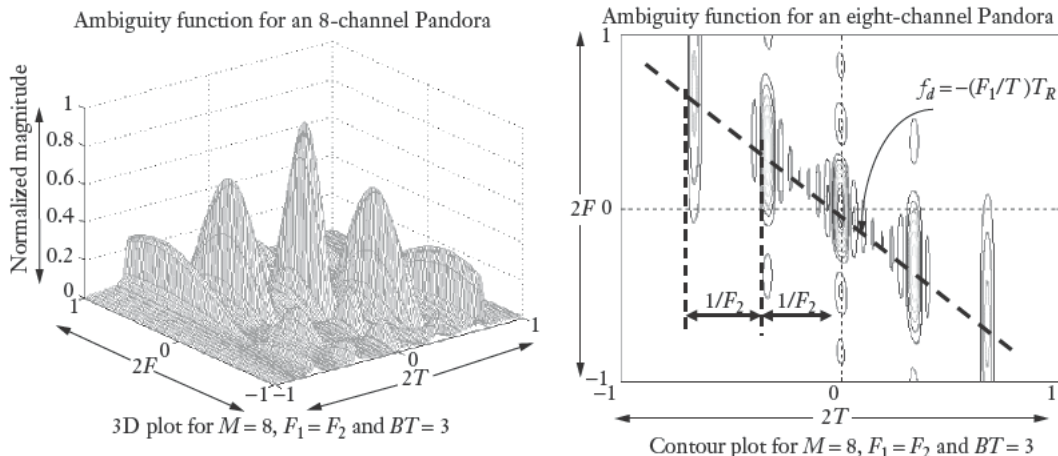 Ambiguity function for an 8-channel Pandora
Normalized magnitude
1
0.8
0.6
0.4
0.2
0
1
0
−1
2F
−1
0
1
2T
3D plot for M = 8, F₁ = F₂ and BT = 3
Ambiguity function for an eight-channel Pandora
1
f_d = −(F₁/T)T_R
2F 0
1/F₂ 1/F₂
−1
−1 0 1
2T
Contour plot for M = 8, F₁ = F₂ and BT = 3